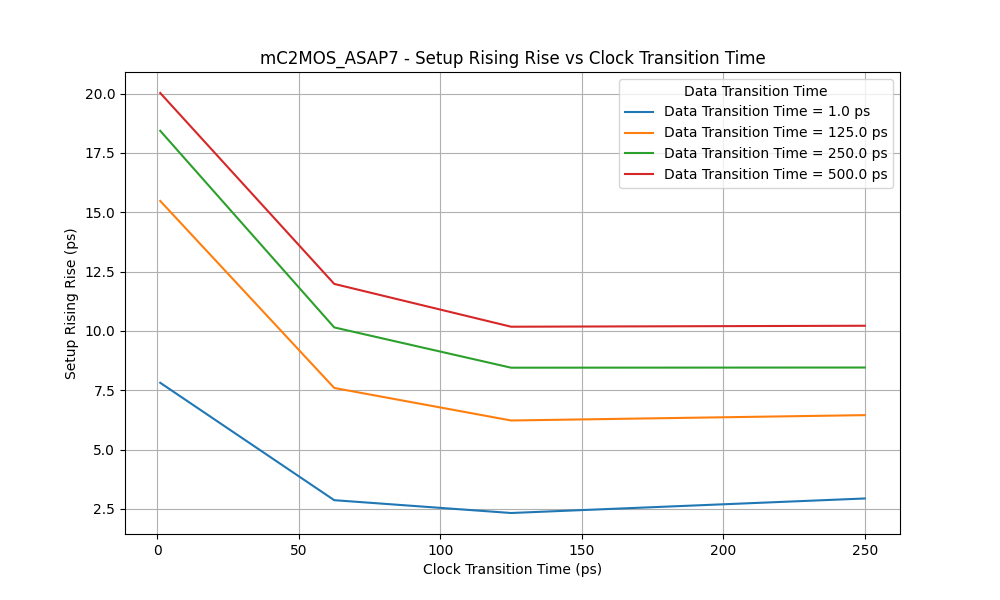 mC2MOS_ASAP7 - Setup Rising Rise vs Clock Transition Time
Data Transition Time
Data Transition Time = 1.0 ps
Data Transition Time = 125.0 ps
Data Transition Time = 250.0 ps
Data Transition Time = 500.0 ps
Setup Rising Rise (ps)
20.0
17.5
15.0
12.5
10.0
7.5
5.0
2.5
0 50 100 150 200 250
Clock Transition Time (ps)